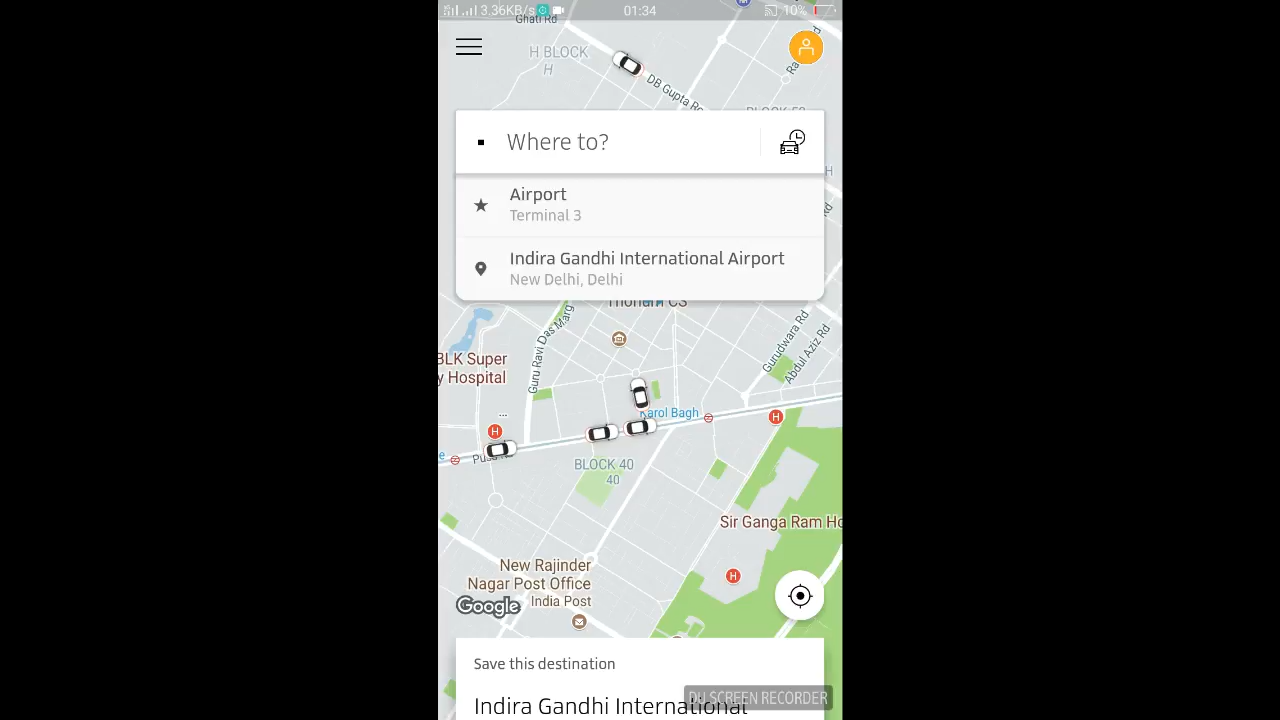 3.36KB/s
01:34
10%
Ghati Rd
H BLOCK
H
DB Gupta Rd
Where to?
Airport
Terminal 3
Indira Gandhi International Airport
New Delhi, Delhi
Guru Ravi Das Marg
Gurudwara Rd
Abdul Aziz Rd
BLK Super
y Hospital
...
H
H
Karol Bagh
BLOCK 40
40
Sir Ganga Ram Ho
H
New Rajinder
Nagar Post Office
India Post
Google
Save this destination
Indira Gandhi International
DU SCREEN RECORDER